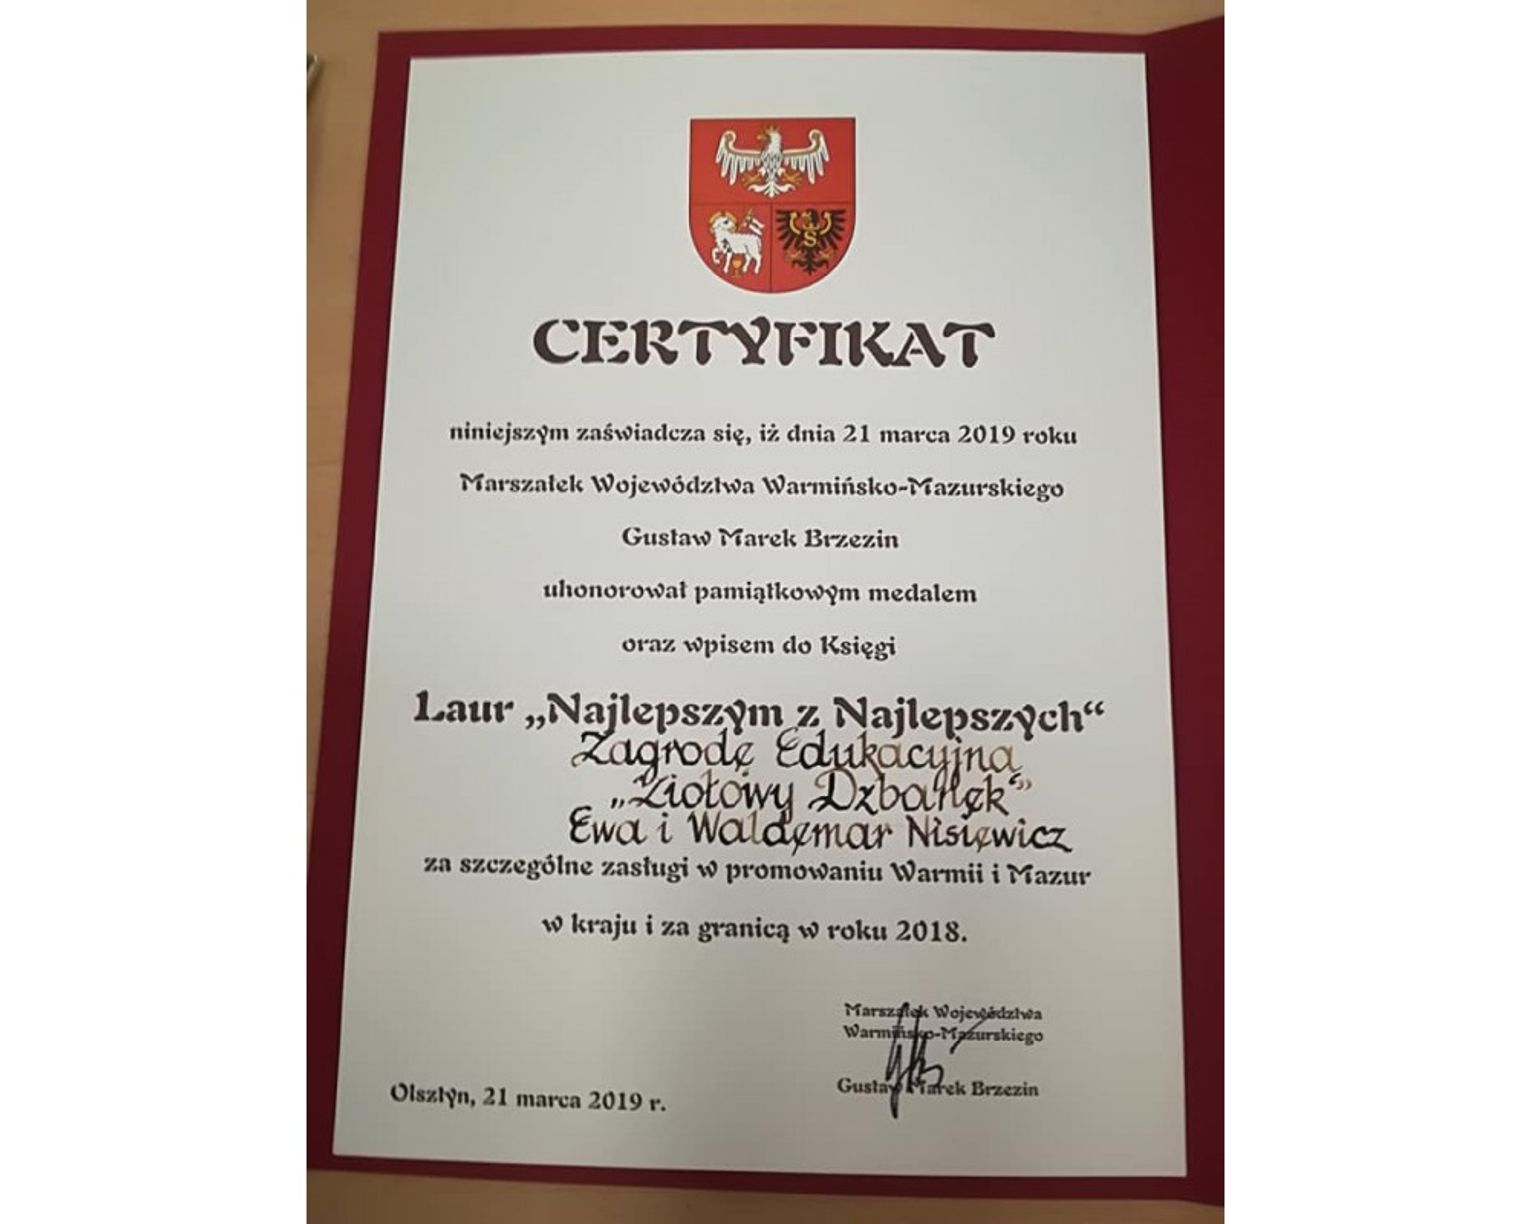 CERTYFIKAT
niniejszym zaświadcza się, iż dnia 21 marca 2019 roku
Marszałek Województwa Warmińsko-Mazurskiego
Gustaw Marek Brzezin
uhonorował pamiątkowym medalem
oraz wpisem do Księgi
Laur „Najlepszym z Najlepszych“
Zagrodę Edukacyjną
„Ziołowy Dzbanek”
Ewa i Waldemar Nisiewicz
za szczególne zasługi w promowaniu Warmii i Mazur
w kraju i za granicą w roku 2018.
Marszałek Województwa
Warmińsko-Mazurskiego
Gustaw Marek Brzezin
Olsztyn, 21 marca 2019 r.